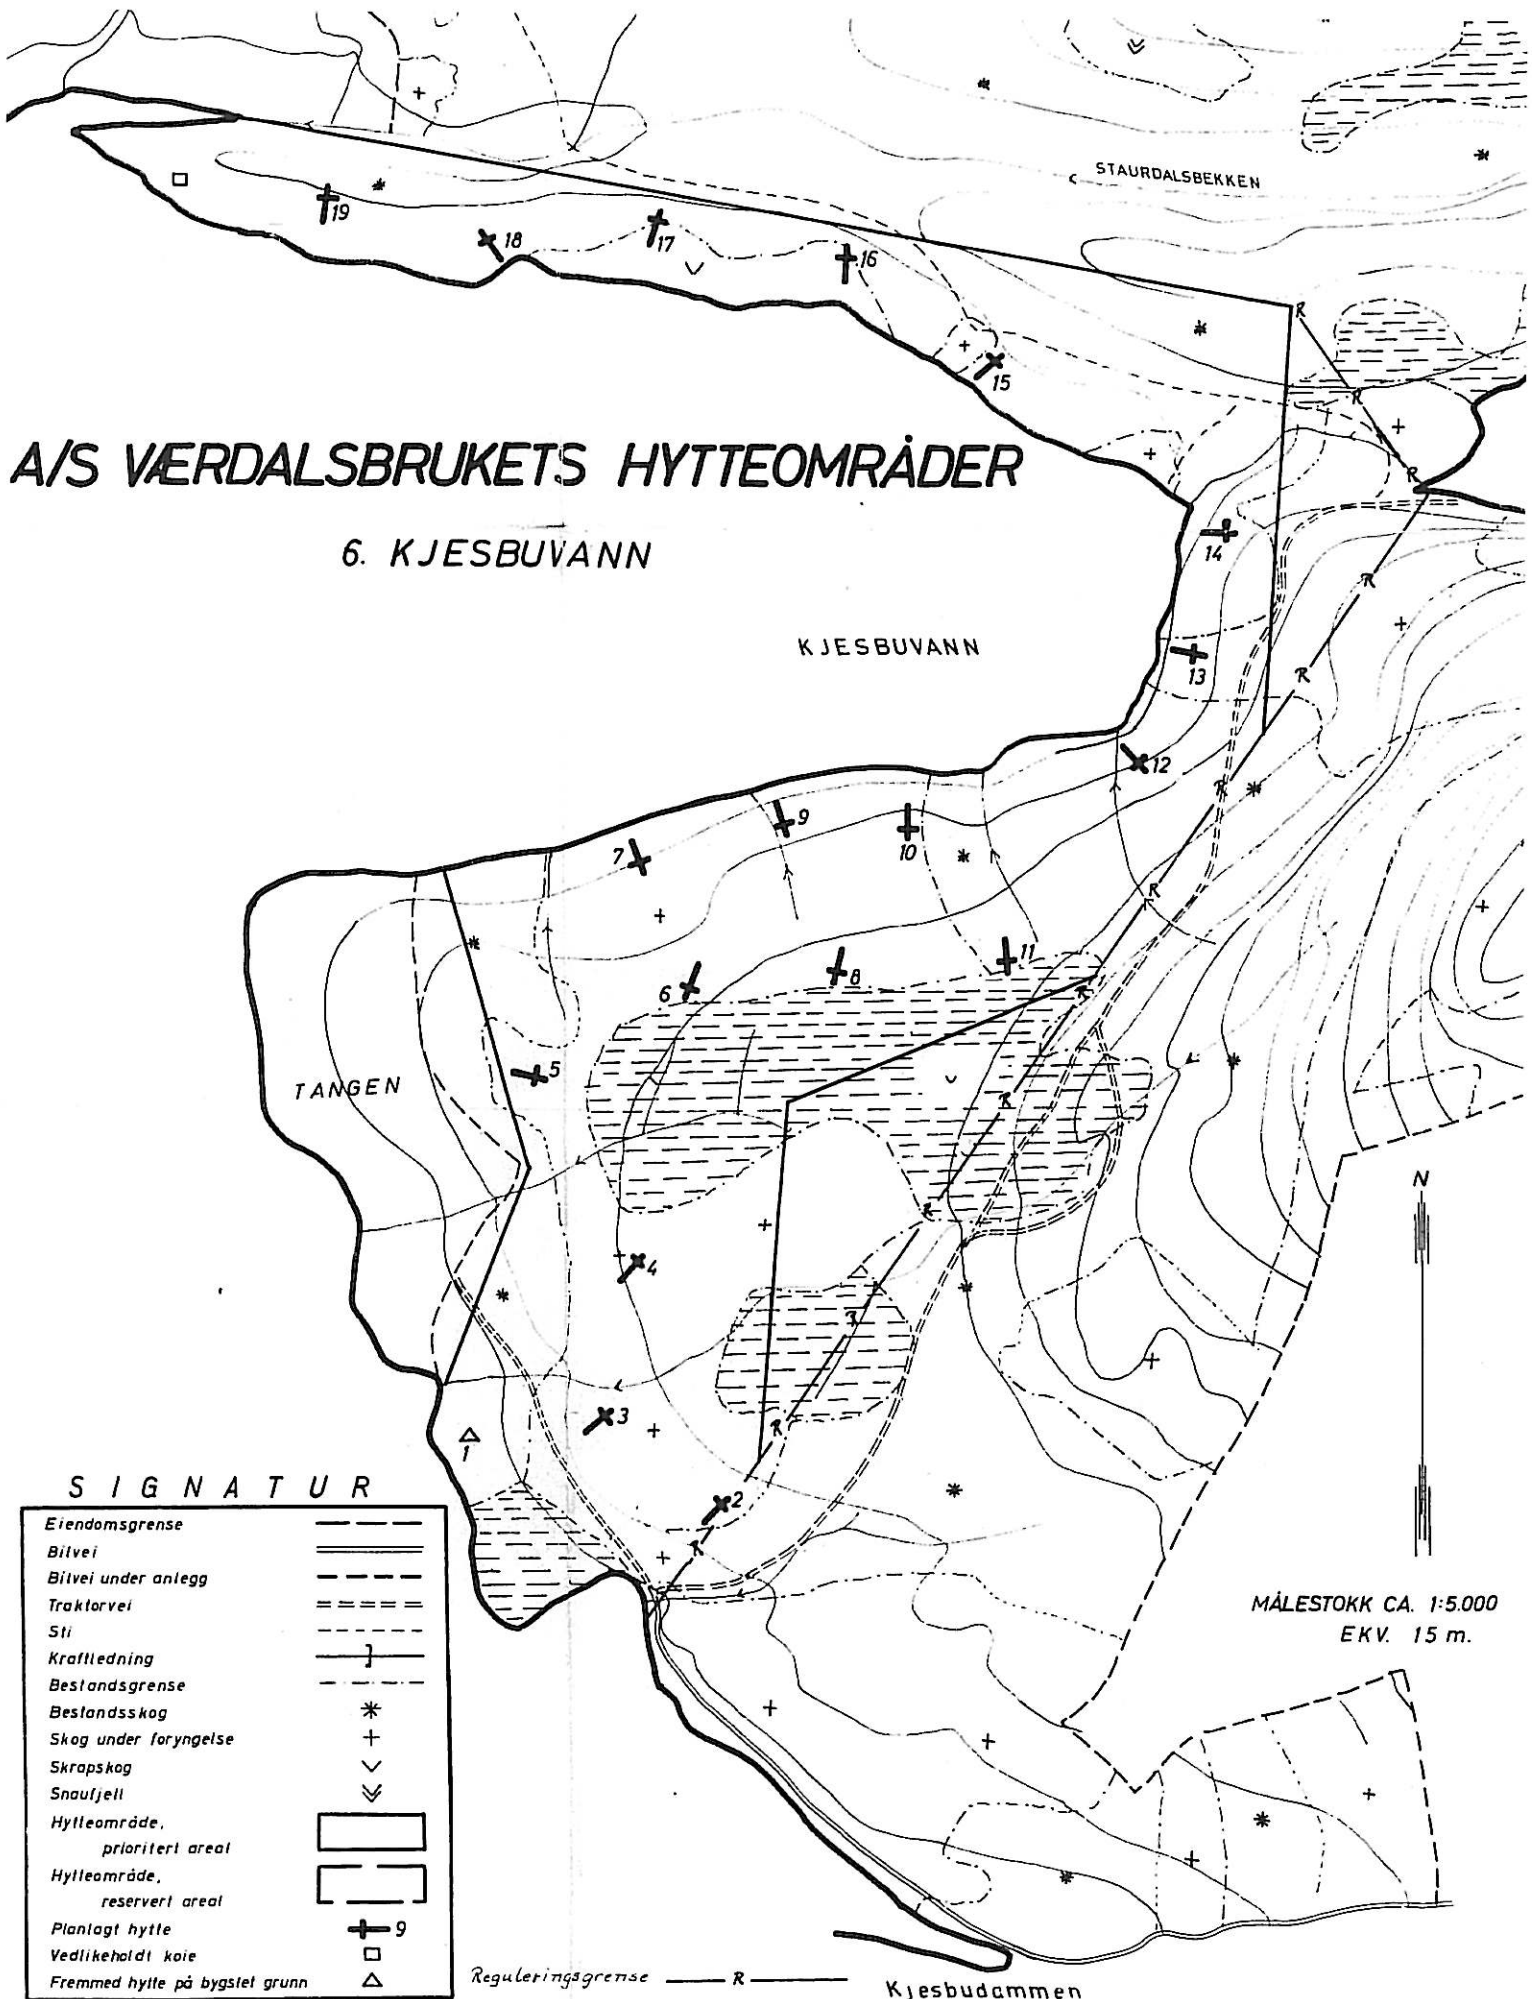 STAURDALSBEKKEN
19
18
17
16
15
A/S VÆRDALSBRUKETS HYTTEOMRÅDER
6. KJESBUVANN
14
KJESBUVANN
13
12
9
10
7
11
8
6
5
TANGEN
4
3
1
2
R
R
R
R
R
R
R
R
R
R
R
R
R
N
MÅLESTOKK CA. 1:5.000
EKV. 15 m.
SIGNATUR
Eiendomsgrense
Bilvei
Bilvei under anlegg
Traktorvei
Sti
Kraftledning
Bestandsgrense
Bestandsskog
Skog under foryngelse
Skrapskog
Snaufjell
Hytteområde,
prioritert areal
Hytteområde,
reservert areal
Planlagt hytte 9
Vedlikeholdt koie
Fremmed hytte på bygslet grunn
Reguleringsgrense R
Kjesbudammen